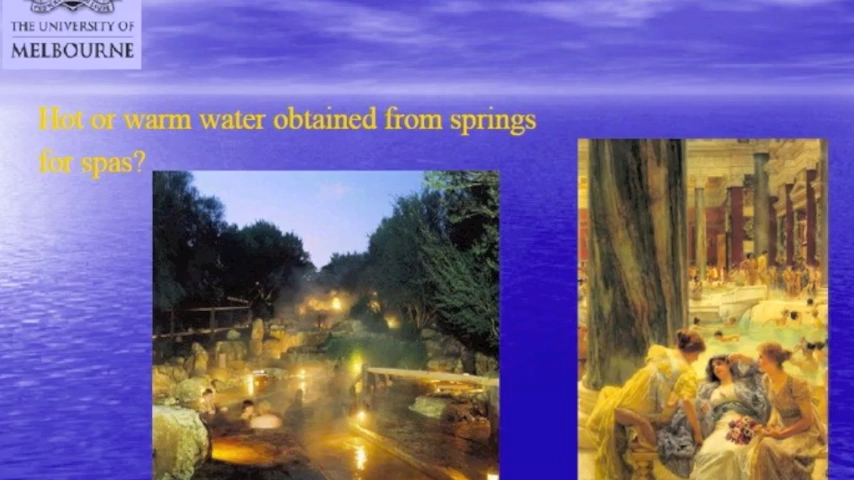 THE UNIVERSITY OF
MELBOURNE
Hot or warm water obtained from springs
for spas?